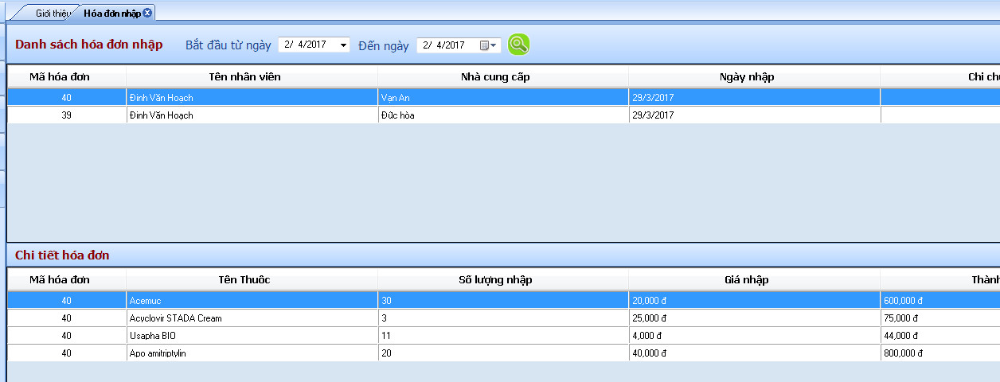 Giới thiệu Hóa đơn nhập
Danh sách hóa đơn nhập Bắt đầu từ ngày 2/ 4/2017 Đến ngày 2/ 4/2017
Mã hóa đơn Tên nhân viên Nhà cung cấp Ngày nhập Chi
40 Đinh Văn Hoạch Vạn An 29/3/2017
39 Đinh Văn Hoạch Đức hòa 29/3/2017
Chi tiết hóa đơn
Mã hóa đơn Tên Thuốc Số lượng nhập Giá nhập Thành
40 Acemuc 30 20,000 đ 600,000 đ
40 Acyclovir STADA Cream 3 25,000 đ 75,000 đ
40 Usapha BIO 11 4,000 đ 44,000 đ
40 Apo amitriptylin 20 40,000 đ 800,000 đ